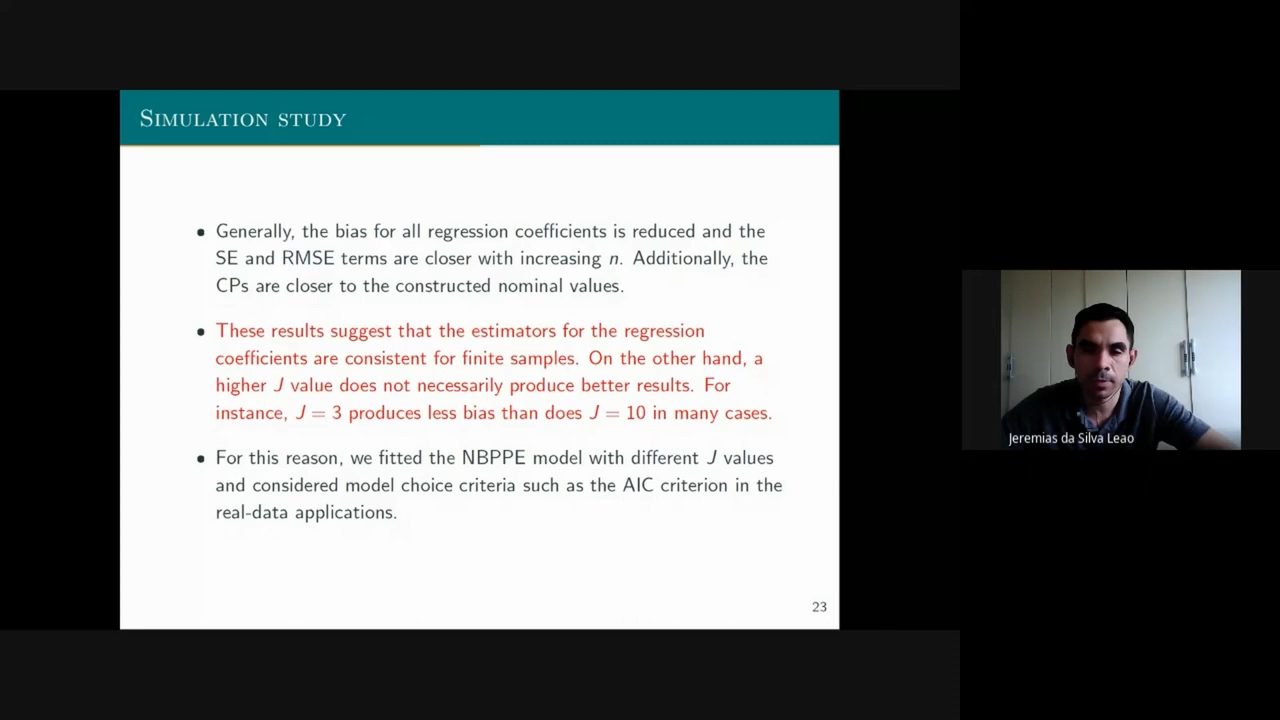 Simulation study
• Generally, the bias for all regression coefficients is reduced and the
SE and RMSE terms are closer with increasing n. Additionally, the
CPs are closer to the constructed nominal values.
• These results suggest that the estimators for the regression
coefficients are consistent for finite samples. On the other hand, a
higher J value does not necessarily produce better results. For
instance, J = 3 produces less bias than does J = 10 in many cases.
• For this reason, we fitted the NBPPE model with different J values
and considered model choice criteria such as the AIC criterion in the
real-data applications.
23
Jeremias da Silva Leao